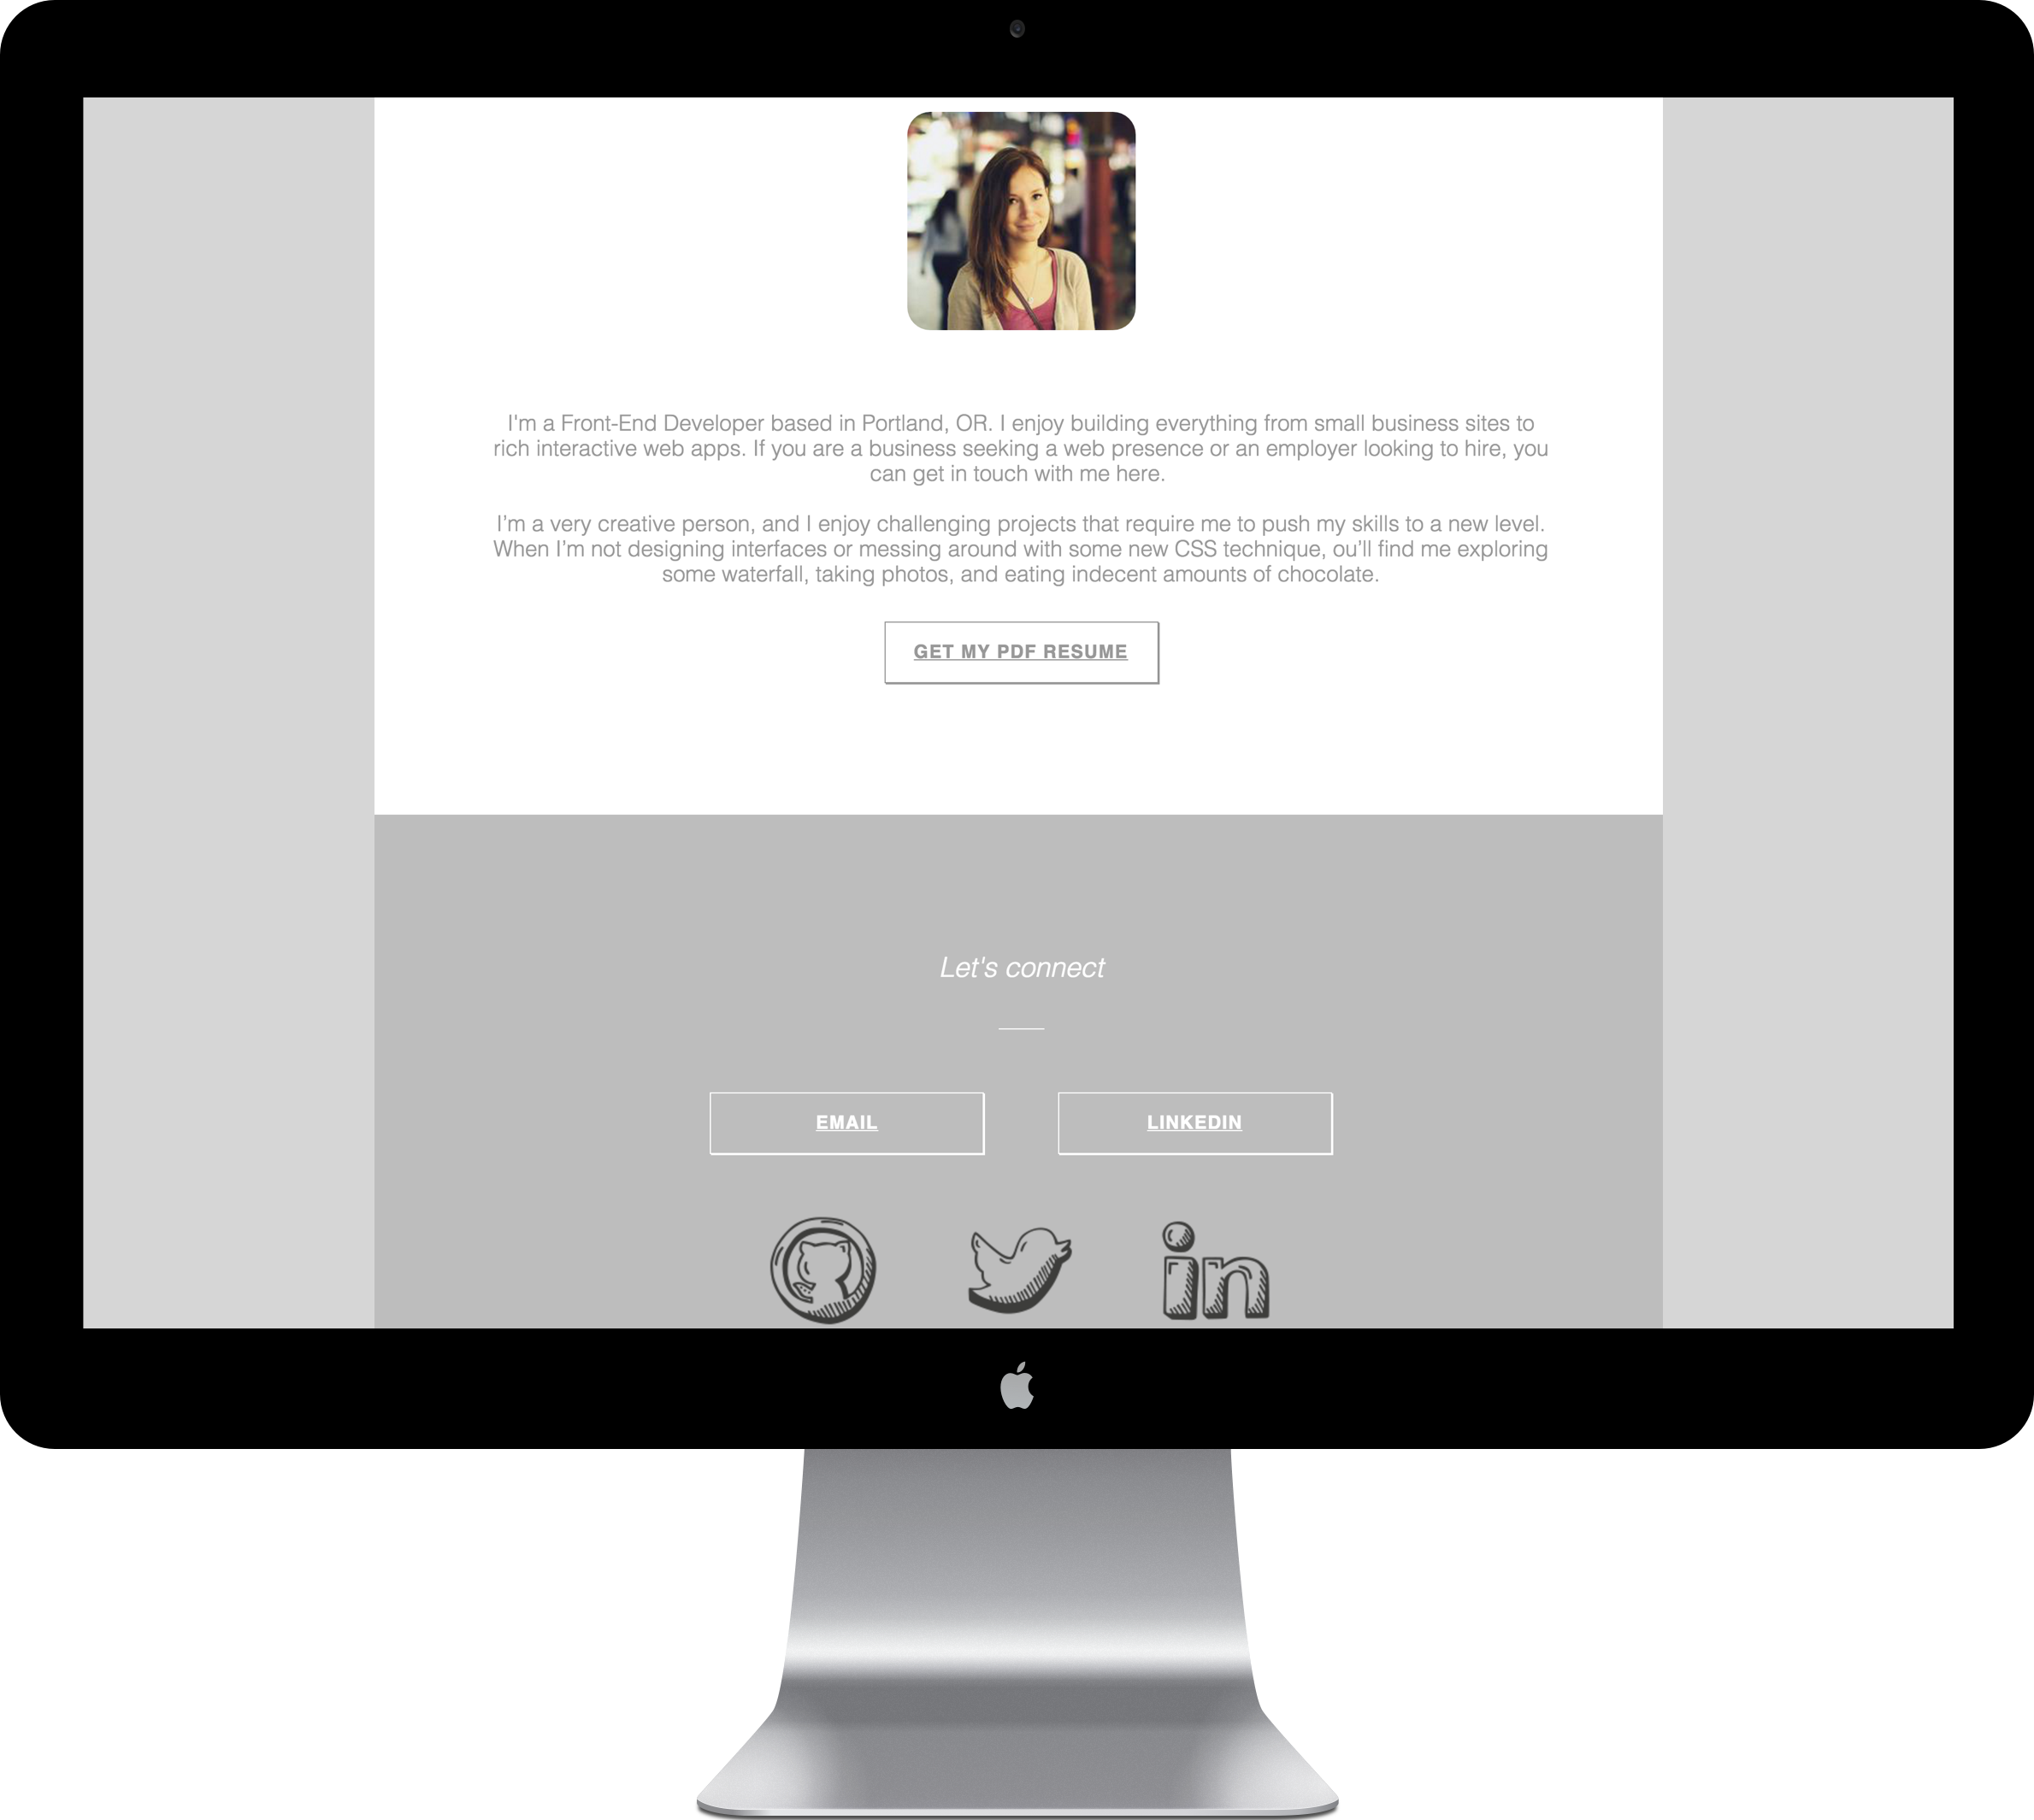 I'm a Front-End Developer based in Portland, OR. I enjoy building everything from small business sites to
rich interactive web apps. If you are a business seeking a web presence or an employer looking to hire, you
can get in touch with me here.
I’m a very creative person, and I enjoy challenging projects that require me to push my skills to a new level.
When I’m not designing interfaces or messing around with some new CSS technique, ou’ll find me exploring
some waterfall, taking photos, and eating indecent amounts of chocolate.
GET MY PDF RESUME
Let's connect
EMAIL LINKEDIN
in